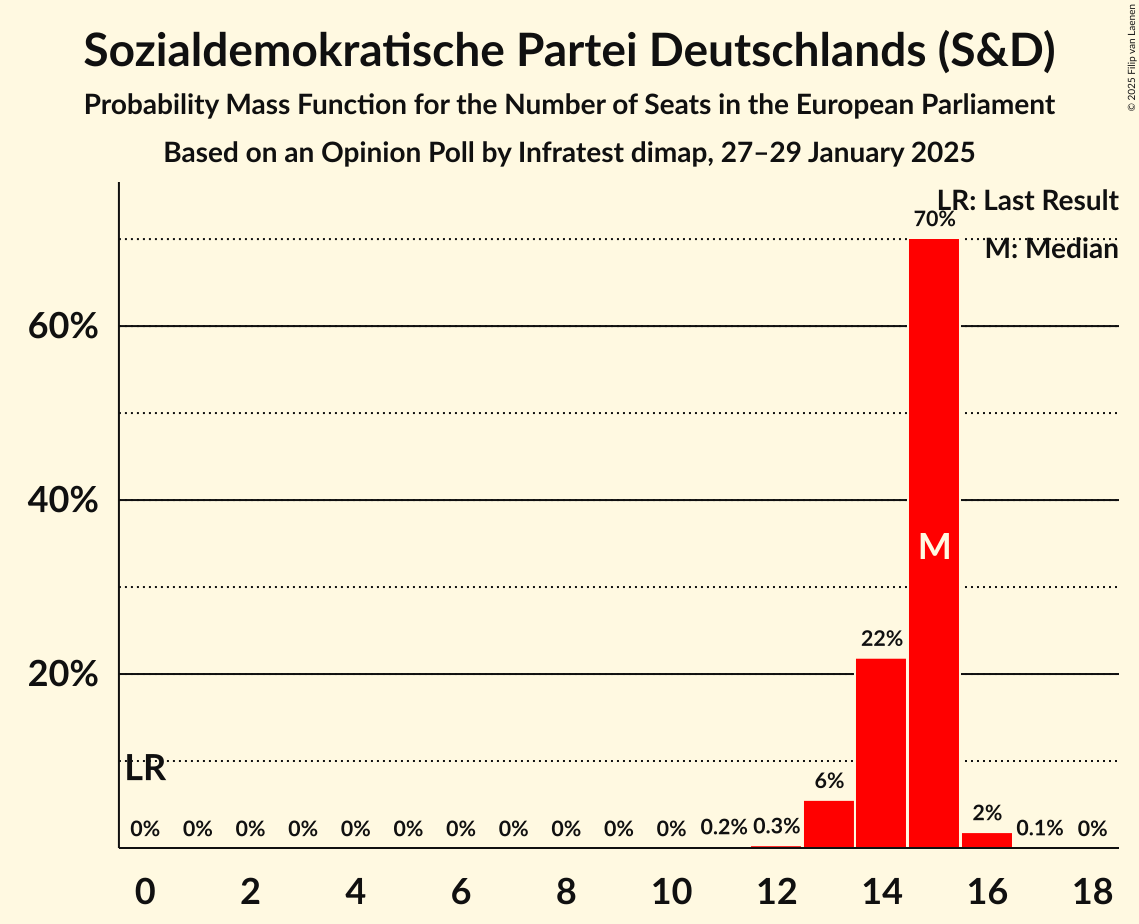 Sozialdemokratische Partei Deutschlands (S&D)
Probability Mass Function for the Number of Seats in the European Parliament
Based on an Opinion Poll by Infratest dimap, 27–29 January 2025
© 2025 Filip van Laenen
LR: Last Result
M: Median
70%
60%
40%
M
22%
20%
LR
6%
2%
0% 0% 0% 0% 0% 0% 0% 0% 0% 0% 0% 0.2% 0.3% 0.1% 0%
0 2 4 6 8 10 12 14 16 18